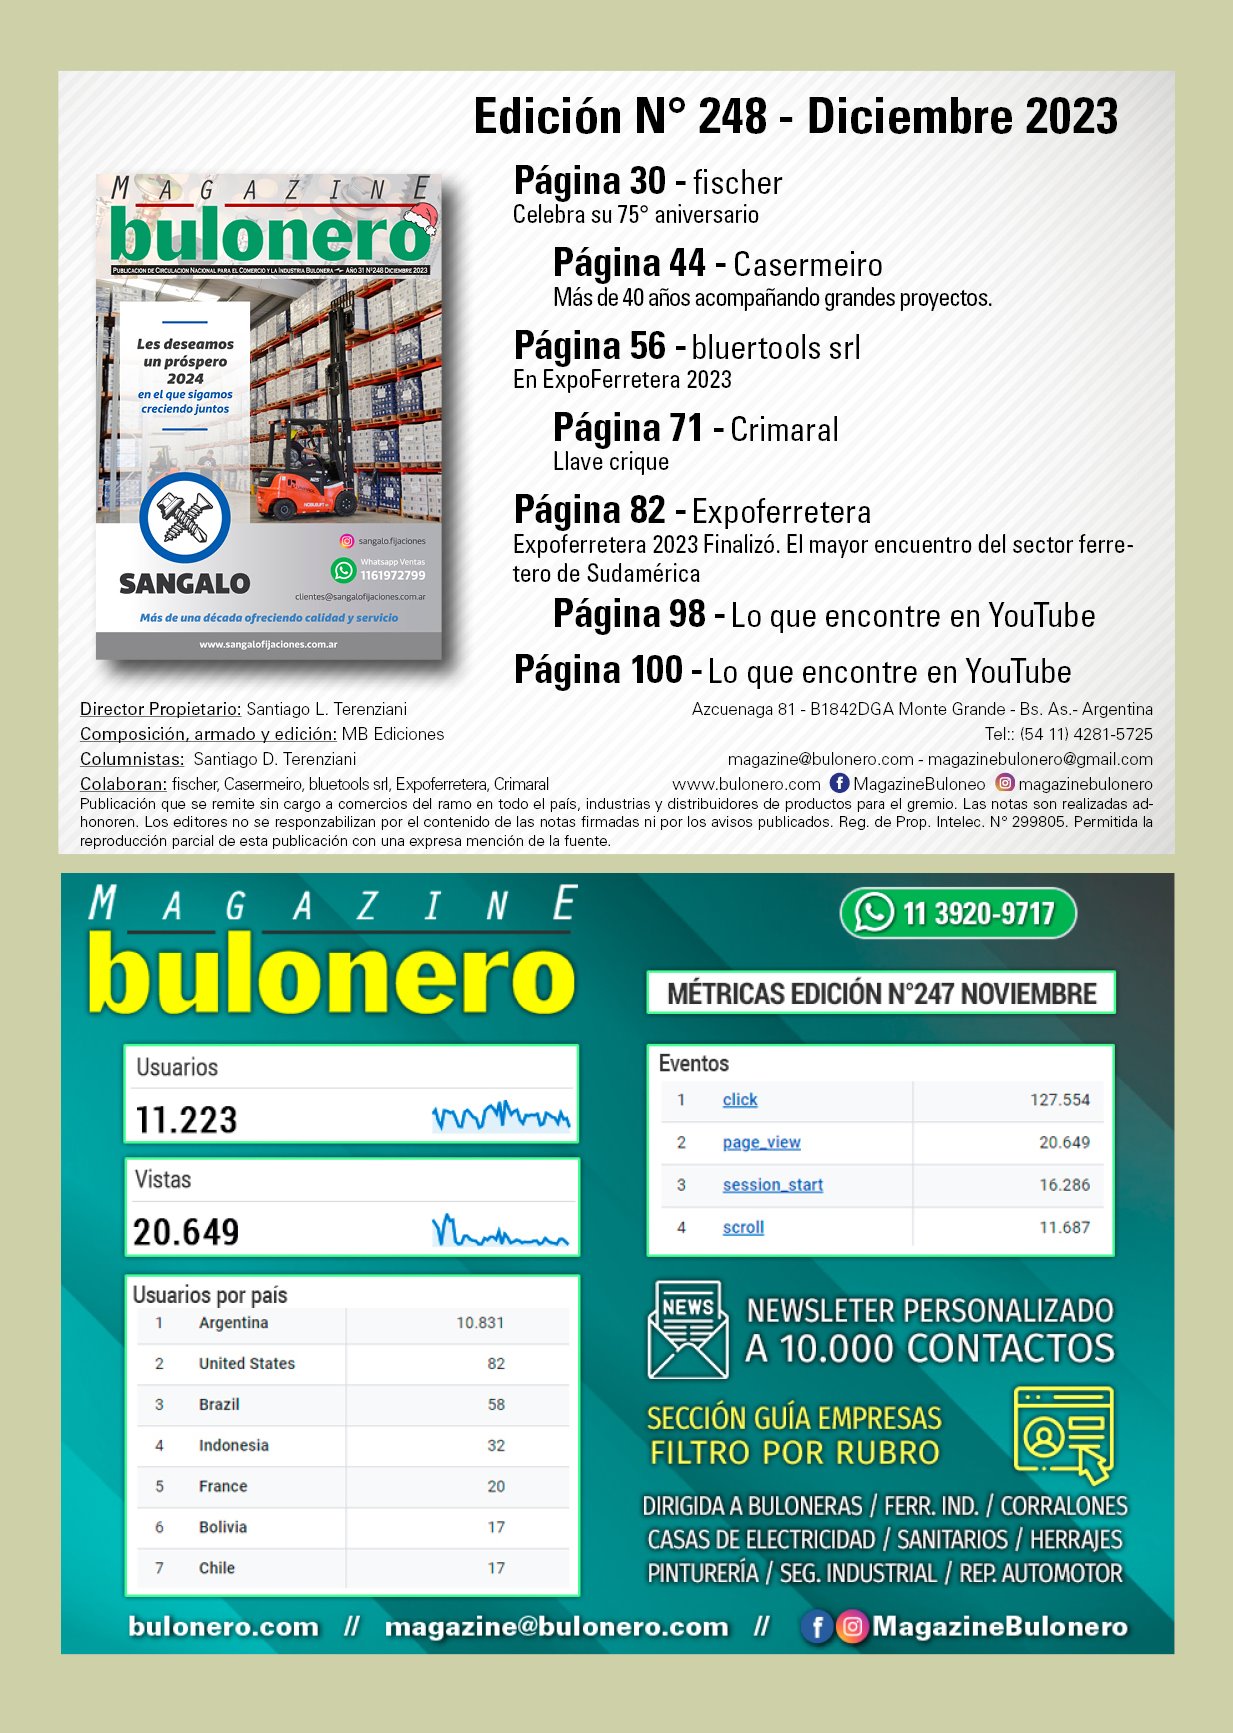 Edición N° 248 - Diciembre 2023
MAGAZINE
bulonero
PUBLICACION DE CIRCULACION NACIONAL PARA EL COMERCIO Y LA INDUSTRIA BULONERA AÑO 31 N°248 DICIEMBRE 2023
Les deseamos
un próspero
2024
en el que sigamos
creciendo juntos
SANGALO
sangalo.fijaciones
Whatsapp Ventas
1161972799
clientes@sangalofijaciones.com.ar
Más de una década ofreciendo calidad y servicio
www.sangalofijaciones.com.ar
Página 30 - fischer
Celebra su 75° aniversario
Página 44 - Casermeiro
Más de 40 años acompañando grandes proyectos.
Página 56 - bluertools srl
En ExpoFerretera 2023
Página 71 - Crimaral
Llave crique
Página 82 - Expoferretera
Expoferretera 2023 Finalizó. El mayor encuentro del sector ferre-
tero de Sudamérica
Página 98 - Lo que encontre en YouTube
Página 100 - Lo que encontre en YouTube
Director Propietario: Santiago L. Terenziani
Composición, armado y edición: MB Ediciones
Columnistas: Santiago D. Terenziani
Colaboran: fischer, Casermeiro, bluetools srl, Expoferretera, Crimaral
Azcuenaga 81 - B1842DGA Monte Grande - Bs. As.- Argentina
Tel:: (54 11) 4281-5725
magazine@bulonero.com - magazinebulonero@gmail.com
www.bulonero.com MagazineBuloneo magazinebulonero
Publicación que se remite sin cargo a comercios del ramo en todo el país, industrias y distribuidores de productos para el gremio. Las notas son realizadas ad-
honoren. Los editores no se responzabilizan por el contenido de las notas firmadas ni por los avisos publicados. Reg. de Prop. Intelec. N° 299805. Permitida la
reproducción parcial de esta publicación con una expresa mención de la fuente.
MAGAZINE
bulonero
11 3920-9717
MÉTRICAS EDICIÓN N°247 NOVIEMBRE
Usuarios
11.223
Vistas
20.649
Usuarios por país
1 Argentina 10.831
2 United States 82
3 Brazil 58
4 Indonesia 32
5 France 20
6 Bolivia 17
7 Chile 17
Eventos
1 click 127.554
2 page_view 20.649
3 session_start 16.286
4 scroll 11.687
NEWS
NEWSLETER PERSONALIZADO
A 10.000 CONTACTOS
SECCIÓN GUÍA EMPRESAS
FILTRO POR RUBRO
DIRIGIDA A BULONERAS / FERR. IND. / CORRALONES
CASAS DE ELECTRICIDAD / SANITARIOS / HERRAJES
PINTURERÍA / SEG. INDUSTRIAL / REP. AUTOMOTOR
bulonero.com // magazine@bulonero.com // MagazineBulonero